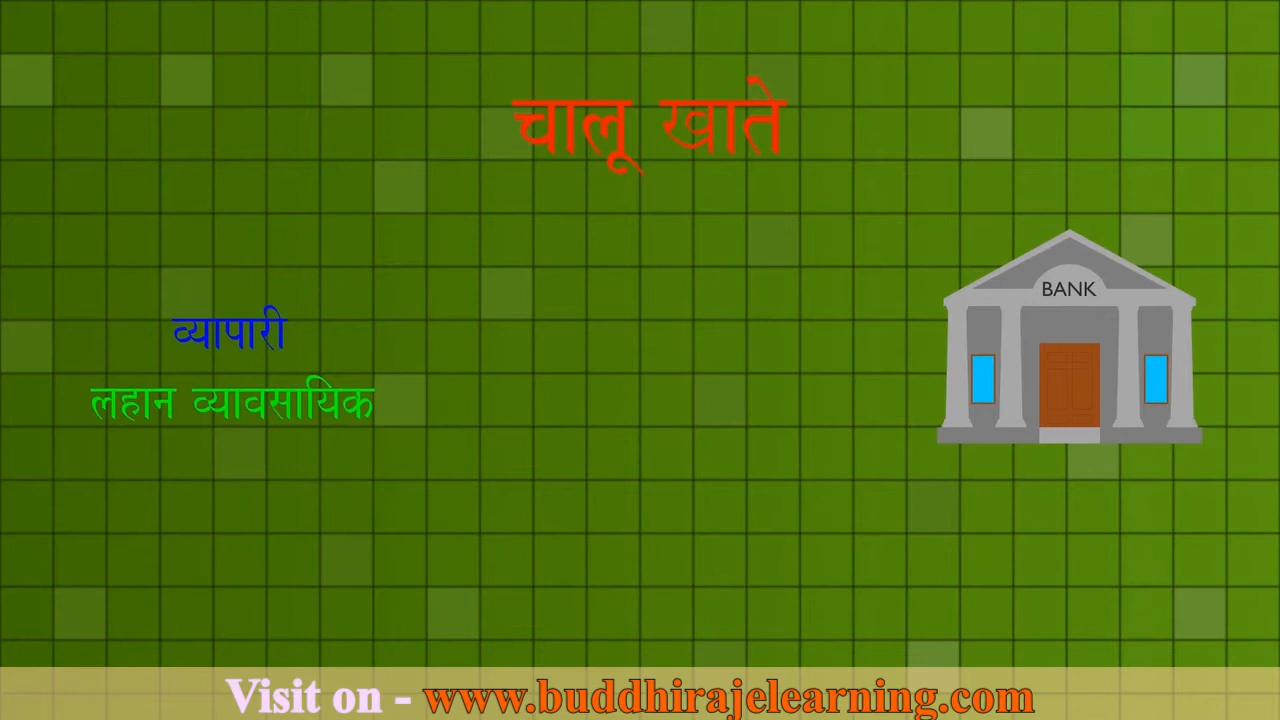 चालू खाते
BANK
व्यापारी
लहान व्यावसायिक
Visit on - www.buddhirajelearning.com